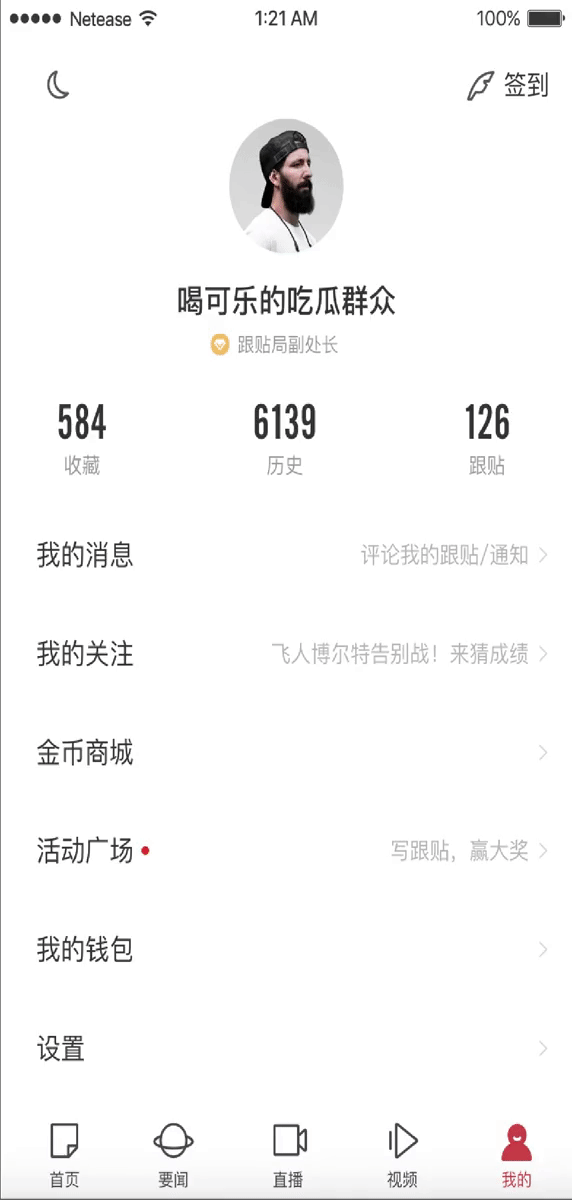 Netease 1:21 AM 100%
签到
喝可乐的吃瓜群众
跟贴局副处长
584 6139 126
收藏 历史 跟贴
我的消息 评论我的跟贴/通知
我的关注 飞人博尔特告别战！来猜成绩
金币商城
活动广场 写跟贴，赢大奖
我的钱包
设置
首页 要闻 直播 视频 我的